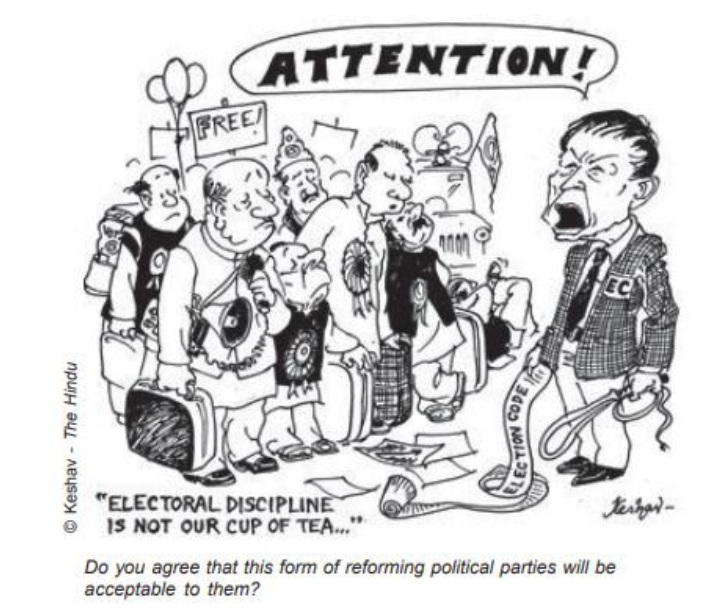 ATTENTION!
FREE!
EC
ELECTION CODE
© Keshav - The Hindu
"ELECTORAL DISCIPLINE
IS NOT OUR CUP OF TEA..."
Keshav-
Do you agree that this form of reforming political parties will be
acceptable to them?